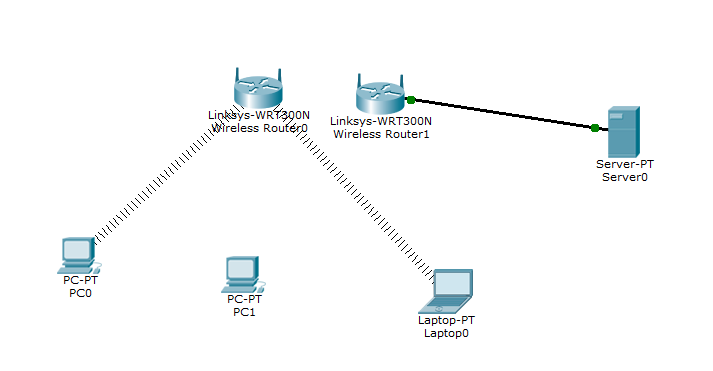 Linksys-WRT300N
Wireless Router0
Linksys-WRT300N
Wireless Router1
Server-PT
Server0
PC-PT
PC0
PC-PT
PC1
Laptop-PT
Laptop0